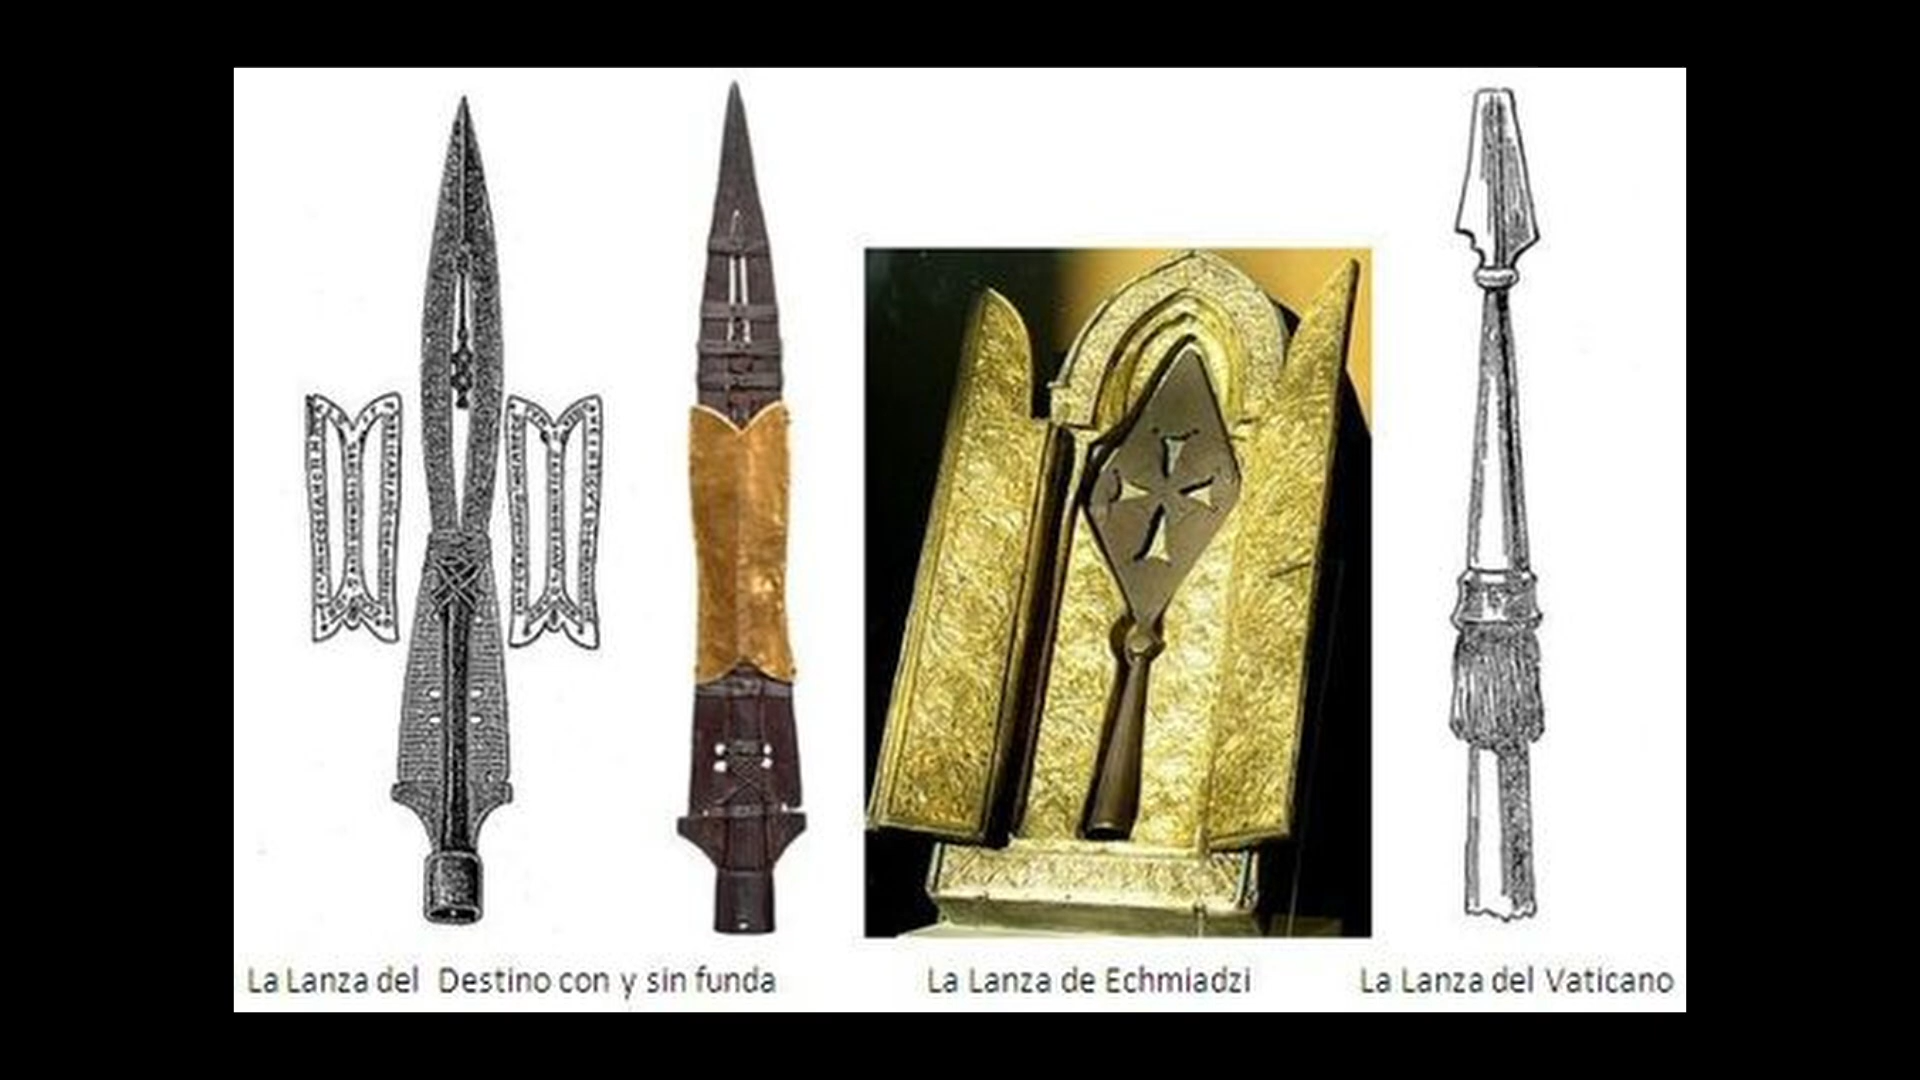 La Lanza del Destino con y sin funda
La Lanza de Echmiadzi
La Lanza del Vaticano